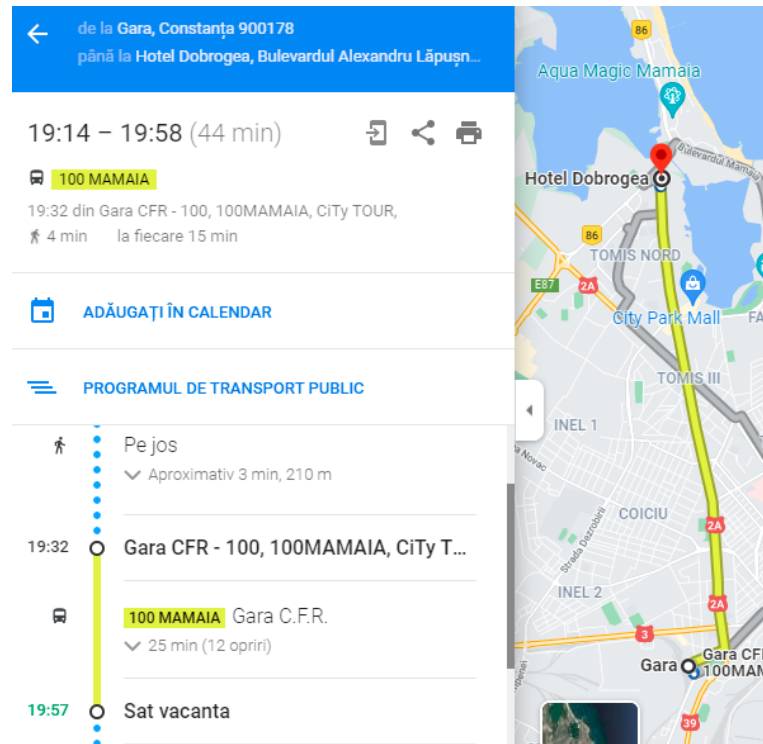 de la Gara, Constanța 900178
până la Hotel Dobrogea, Bulevardul Alexandru Lăpușn...
19:14 – 19:58 (44 min)
100 MAMAIA
19:32 din Gara CFR - 100, 100MAMAIA, CiTy TOUR,
4 min la fiecare 15 min
ADĂUGAȚI ÎN CALENDAR
PROGRAMUL DE TRANSPORT PUBLIC
Pe jos
Aproximativ 3 min, 210 m
19:32 Gara CFR - 100, 100MAMAIA, CiTy T...
100 MAMAIA Gara C.F.R.
25 min (12 opriri)
19:57 Sat vacanta
86
Aqua Magic Mamaia
Bulevardul Mamaia
Hotel Dobrogea
86
TOMIS NORD
E87
2A
City Park Mall
FA
TOMIS III
INEL 1
a Novac
COICIU
2A
Strada Dezrobirii
INEL 2
2A
3
Gara CFR
Gara
100MAM
39